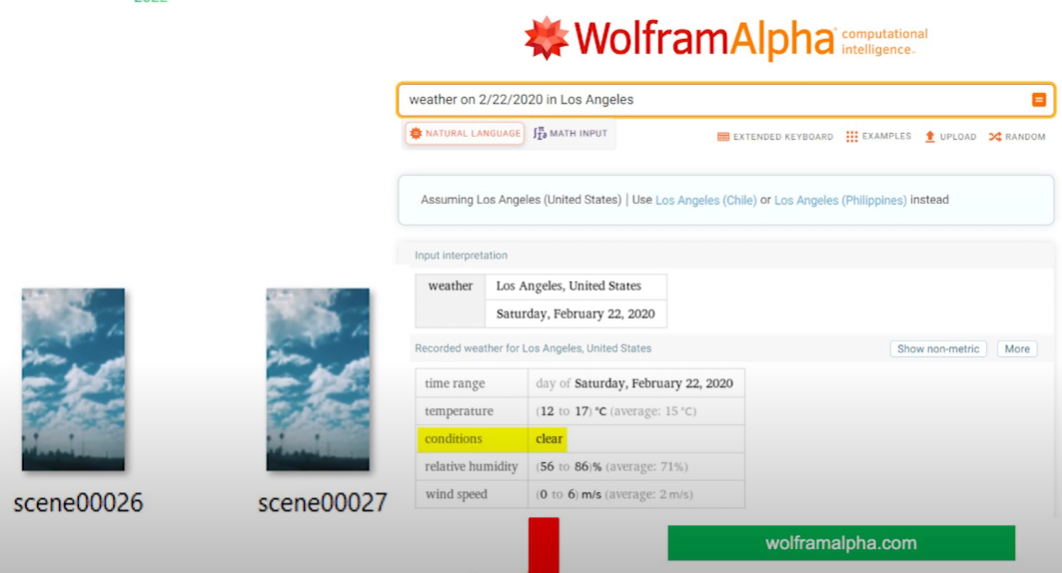 2022
WolframAlpha computational intelligence.
weather on 2/22/2020 in Los Angeles
NATURAL LANGUAGE MATH INPUT EXTENDED KEYBOARD EXAMPLES UPLOAD RANDOM
Assuming Los Angeles (United States) | Use Los Angeles (Chile) or Los Angeles (Philippines) instead
Input interpretation
weather Los Angeles, United States
Saturday, February 22, 2020
Recorded weather for Los Angeles, United States Show non-metric More
time range day of Saturday, February 22, 2020
temperature (12 to 17) °C (average: 15 °C)
conditions clear
relative humidity (56 to 86)% (average: 71%)
wind speed (0 to 6) m/s (average: 2 m/s)
scene00026
scene00027
wolframalpha.com